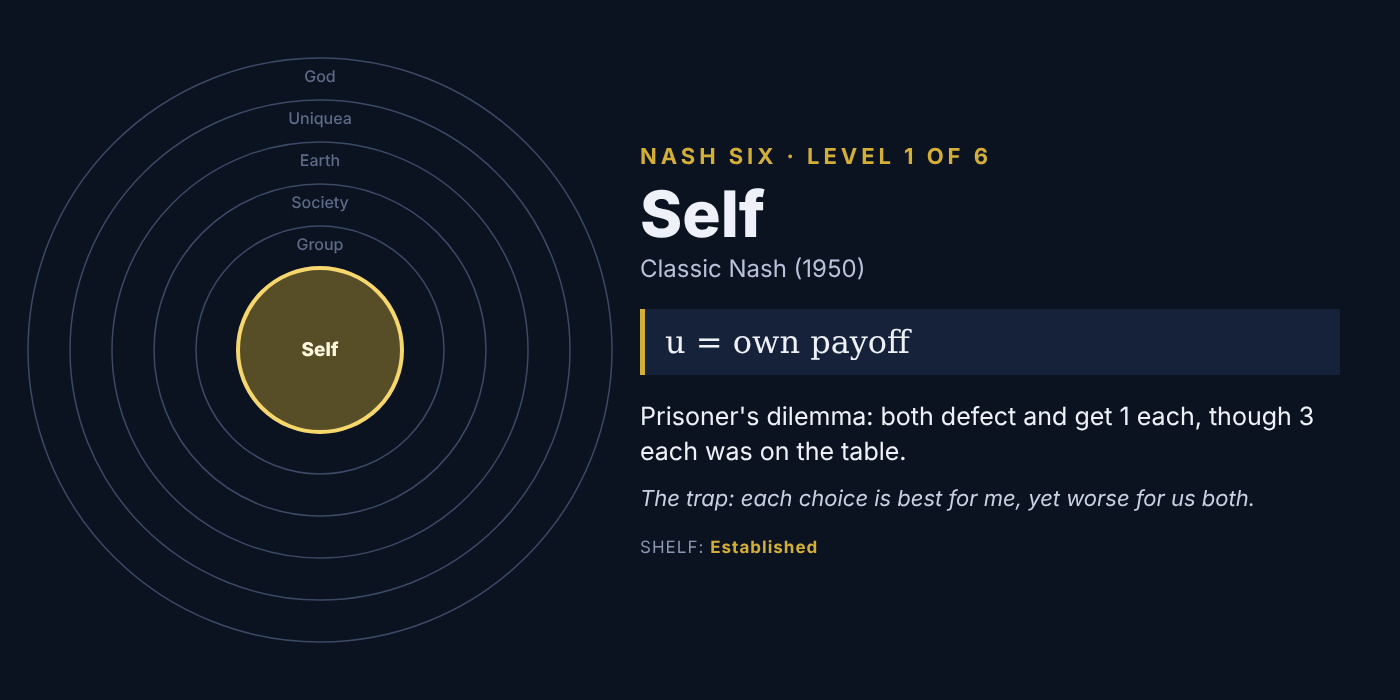 God
Uniquea
Earth
Society
Group
Self
NASH SIX · LEVEL 1 OF 6
Self
Classic Nash (1950)
u = own payoff
Prisoner's dilemma: both defect and get 1 each, though 3
each was on the table.
The trap: each choice is best for me, yet worse for us both.
SHELF: Established